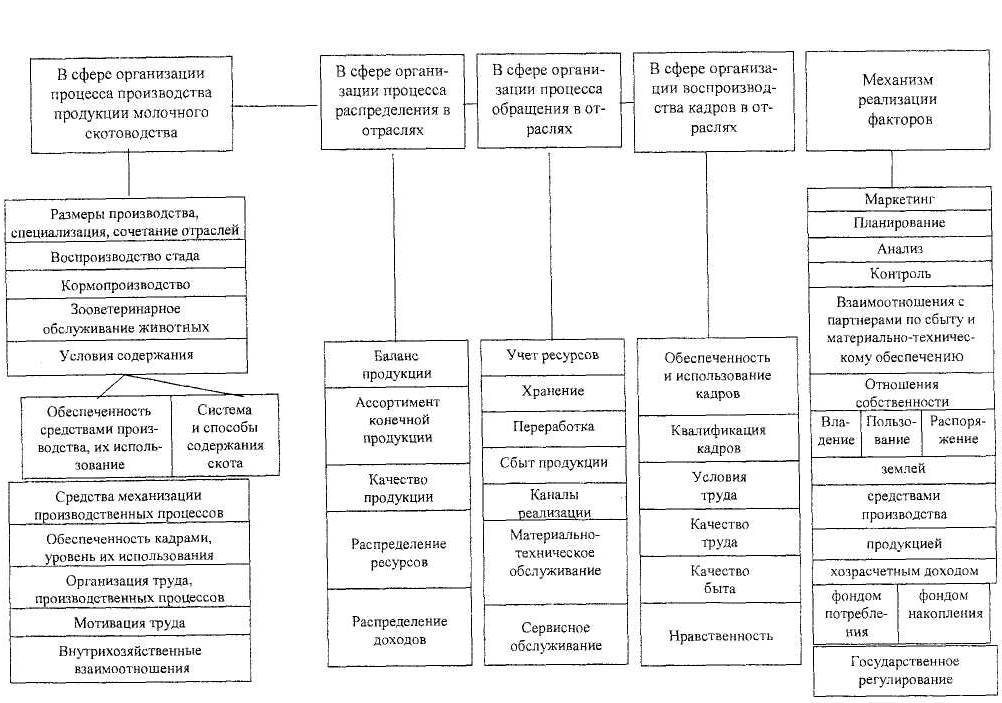 В сфере организации
процесса производства
продукции молочного
скотоводства
В сфере органи-
зации процесса
распределения в
отраслях
В сфере органи-
зации процесса
обращения в от-
раслях
В сфере организа-
ции воспроизвод-
ства кадров в от-
раслях
Механизм
реализации
факторов
Размеры производства,
специализация, сочетание отраслей
Воспроизводство стада
Кормопроизводство
Зооветеринарное
обслуживание животных
Условия содержания
Обеспеченность
средствами произ-
водства, их исполь-
зование
Система
и способы
содержания
скота
Средства механизации
производственных процессов
Обеспеченность кадрами,
уровень их использования
Организация труда,
производственных процессов
Мотивация труда
Внутрихозяйственные
взаимоотношения
Баланс
продукции
Ассортимент
конечной
продукции
Качество
продукции
Распределение
ресурсов
Распределение
доходов
Учет ресурсов
Хранение
Переработка
Сбыт продукции
Каналы
реализации
Материально-
техническое
обслуживание
Сервисное
обслуживание
Обеспеченность
и использование
кадров
Квалификация
кадров
Условия
труда
Качество
труда
Качество
быта
Нравственность
Маркетинг
Планирование
Анализ
Контроль
Взаимоотношения с
партнерами по сбыту и
материально-техничес-
кому обеспечению
Отношения
собственности
Вла-
дение
Пользо-
вание
Распоря-
жение
землей
средствами
производства
продукцией
хозрасчетным доходом
фондом
потребле-
ния
фондом
накопления
Государственное
регулирование